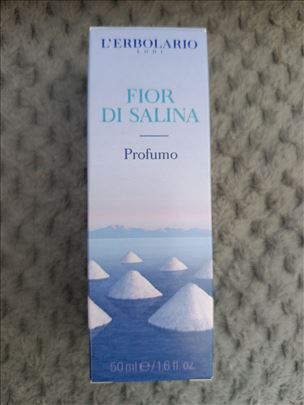 L'ERBOLARIO
LODI
FIOR
DI SALINA
Profumo
50 ml ℮ / 1.6 fl. oz.